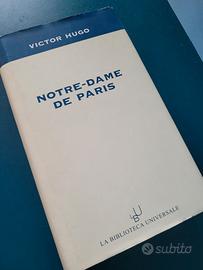 VICTOR HUGO
NOTRE-DAME
DE PARIS
LA BIBLIOTECA UNIVERSALE
subito